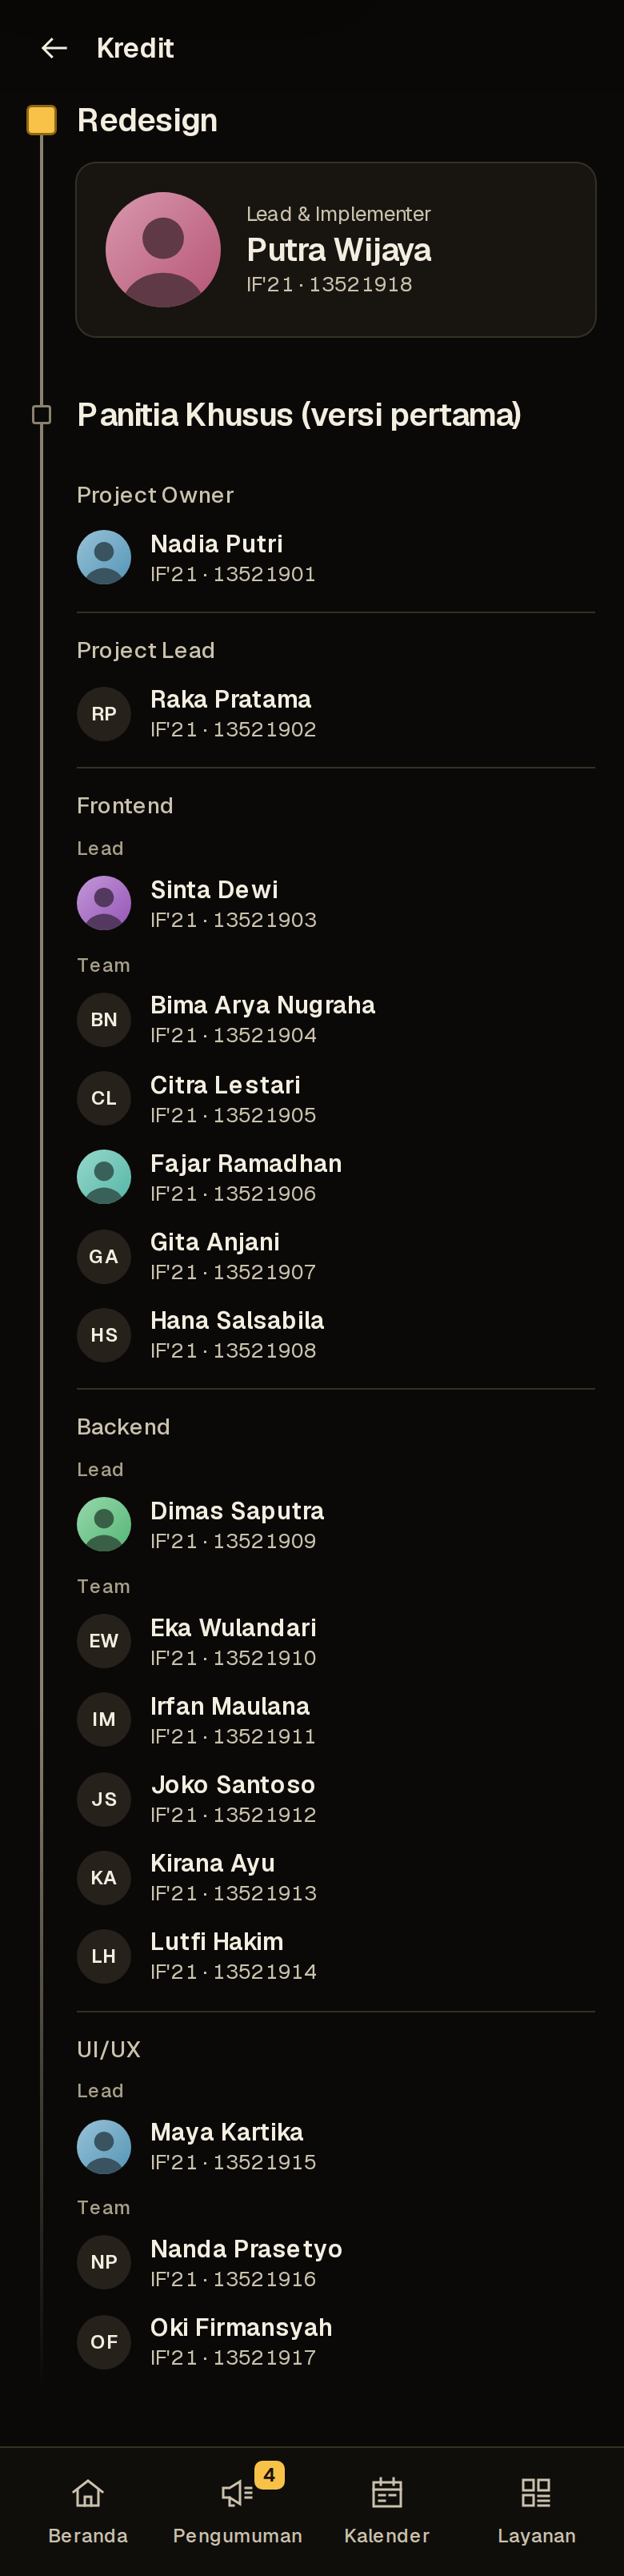 Kredit
Redesign
Lead & Implementer
Putra Wijaya
IF'21 · 13521918
Panitia Khusus (versi pertama)
Project Owner
Nadia Putri
IF'21 · 13521901
Project Lead
RP
Raka Pratama
IF'21 · 13521902
Frontend
Lead
Sinta Dewi
IF'21 · 13521903
Team
BN
Bima Arya Nugraha
IF'21 · 13521904
CL
Citra Lestari
IF'21 · 13521905
Fajar Ramadhan
IF'21 · 13521906
GA
Gita Anjani
IF'21 · 13521907
HS
Hana Salsabila
IF'21 · 13521908
Backend
Lead
Dimas Saputra
IF'21 · 13521909
Team
EW
Eka Wulandari
IF'21 · 13521910
IM
Irfan Maulana
IF'21 · 13521911
JS
Joko Santoso
IF'21 · 13521912
KA
Kirana Ayu
IF'21 · 13521913
LH
Lutfi Hakim
IF'21 · 13521914
UI/UX
Lead
Maya Kartika
IF'21 · 13521915
Team
NP
Nanda Prasetyo
IF'21 · 13521916
OF
Oki Firmansyah
IF'21 · 13521917
4
Beranda
Pengumuman
Kalender
Layanan